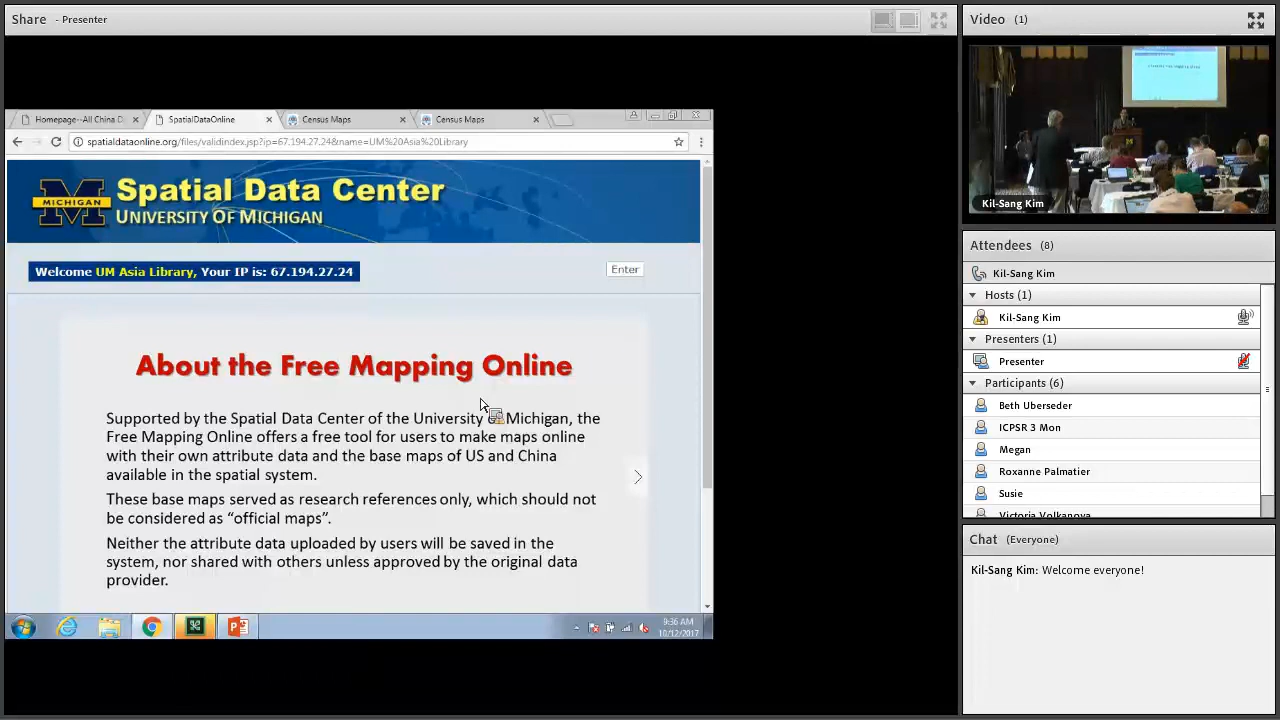 Share - Presenter
Homepage--All China D
SpatialDataOnline
Census Maps
Census Maps
spatialdataonline.org/files/validindex.jsp?ip=67.194.27.24&name=UM%20Asia%20Library
MICHIGAN
Spatial Data Center
UNIVERSITY OF MICHIGAN
Welcome UM Asia Library, Your IP is: 67.194.27.24
Enter
About the Free Mapping Online
Supported by the Spatial Data Center of the University of Michigan, the
Free Mapping Online offers a free tool for users to make maps online
with their own attribute data and the base maps of US and China
available in the spatial system.
These base maps served as research references only, which should not
be considered as “official maps”.
Neither the attribute data uploaded by users will be saved in the
system, nor shared with others unless approved by the original data
provider.
9:36 AM
10/12/2017
Video (1)
Kil-Sang Kim
Attendees (8)
Kil-Sang Kim
Hosts (1)
Kil-Sang Kim
Presenters (1)
Presenter
Participants (6)
Beth Uberseder
ICPSR 3 Mon
Megan
Roxanne Palmatier
Susie
Victoria Volkanova
Chat (Everyone)
Kil-Sang Kim: Welcome everyone!